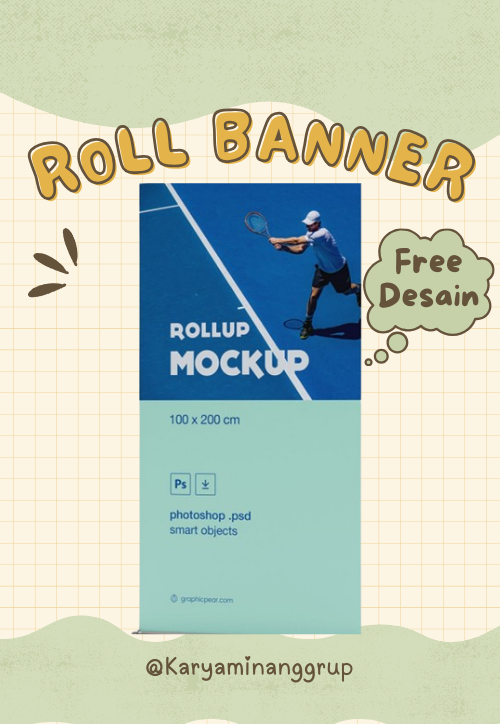 ROLL BANNER
Free
Desain
ROLLUP
MOCKUP
100 x 200 cm
Ps
photoshop .psd
smart objects
graphicpear.com
@Karyaminanggrup